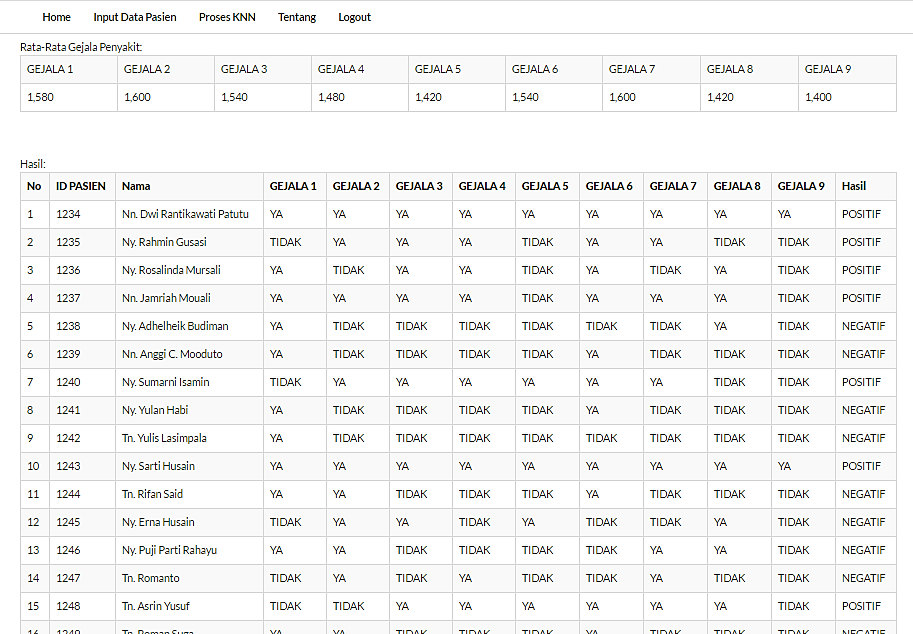 Home Input Data Pasien Proses KNN Tentang Logout
Rata-Rata Gejala Penyakit:
GEJALA 1 GEJALA 2 GEJALA 3 GEJALA 4 GEJALA 5 GEJALA 6 GEJALA 7 GEJALA 8 GEJALA 9
1,580 1,600 1,540 1,480 1,420 1,540 1,600 1,420 1,400
Hasil:
No ID PASIEN Nama GEJALA 1 GEJALA 2 GEJALA 3 GEJALA 4 GEJALA 5 GEJALA 6 GEJALA 7 GEJALA 8 GEJALA 9 Hasil
1 1234 Nn. Dwi Rantikawati Patutu YA YA YA YA YA YA YA YA YA POSITIF
2 1235 Ny. Rahmin Gusasi TIDAK YA YA YA TIDAK YA YA TIDAK TIDAK POSITIF
3 1236 Ny. Rosalinda Mursali YA TIDAK YA YA TIDAK YA TIDAK YA TIDAK POSITIF
4 1237 Nn. Jamriah Mouali YA YA YA YA TIDAK YA YA YA TIDAK POSITIF
5 1238 Ny. Adhelheik Budiman YA TIDAK TIDAK TIDAK TIDAK TIDAK TIDAK YA TIDAK NEGATIF
6 1239 Nn. Anggi C. Mooduto YA TIDAK TIDAK TIDAK TIDAK YA TIDAK TIDAK TIDAK NEGATIF
7 1240 Ny. Sumarni Isamin TIDAK YA YA YA YA YA YA TIDAK TIDAK POSITIF
8 1241 Ny. Yulan Habi YA TIDAK TIDAK TIDAK TIDAK YA TIDAK TIDAK TIDAK NEGATIF
9 1242 Tn. Yulis Lasimpala YA TIDAK TIDAK TIDAK TIDAK TIDAK TIDAK TIDAK TIDAK NEGATIF
10 1243 Ny. Sarti Husain YA YA YA YA YA YA YA YA YA POSITIF
11 1244 Tn. Rifan Said YA YA TIDAK TIDAK TIDAK YA TIDAK TIDAK TIDAK NEGATIF
12 1245 Ny. Erna Husain TIDAK YA YA TIDAK YA TIDAK TIDAK YA TIDAK NEGATIF
13 1246 Ny. Puji Parti Rahayu YA YA TIDAK TIDAK TIDAK TIDAK YA YA TIDAK NEGATIF
14 1247 Tn. Romanto TIDAK YA TIDAK YA TIDAK TIDAK YA TIDAK TIDAK NEGATIF
15 1248 Tn. Asrin Yusuf TIDAK TIDAK YA YA YA YA YA YA TIDAK POSITIF
16 1249 Tn. YA YA TIDAK TIDAK TIDAK YA TIDAK TIDAK TIDAK NEGATIF